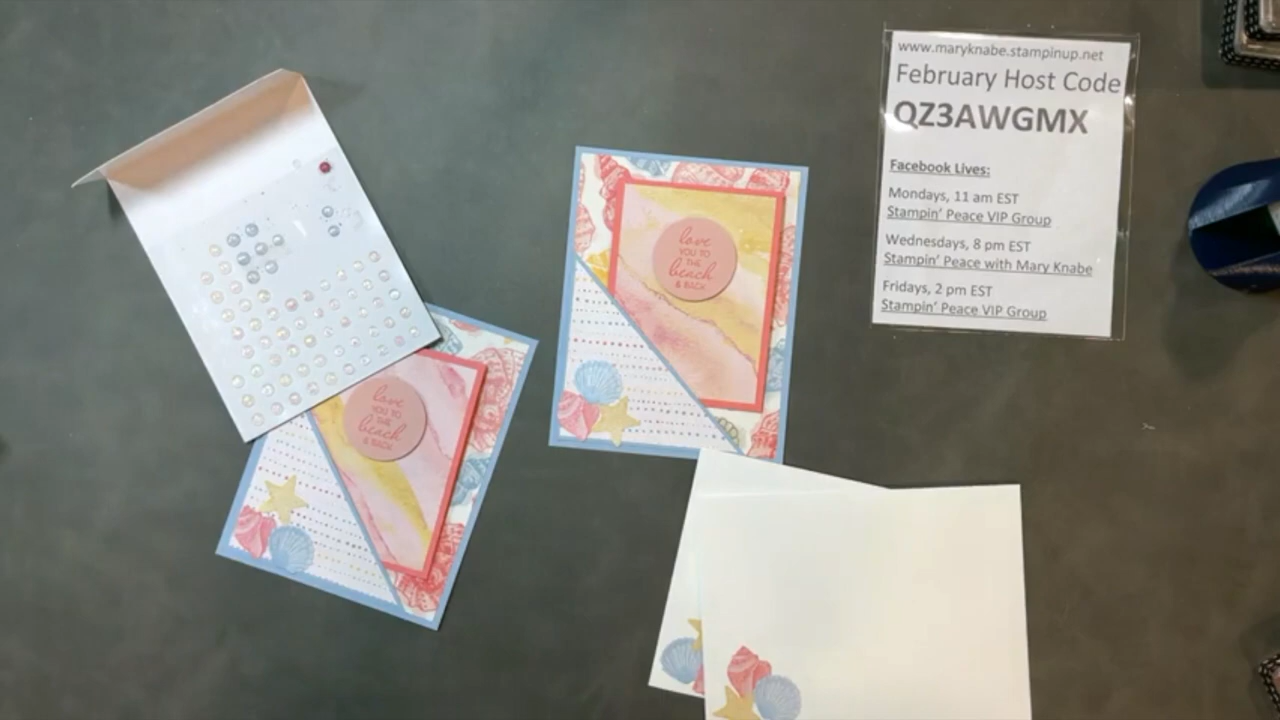 www.maryknabe.stampinup.net
February Host Code
QZ3AWGMX
Facebook Lives:
Mondays, 11 am EST
Stampin' Peace VIP Group
Wednesdays, 8 pm EST
Stampin' Peace with Mary Knabe
Fridays, 2 pm EST
Stampin' Peace VIP Group
love
YOU TO
THE
beach
& BACK
love
YOU TO
THE
beach
& BACK